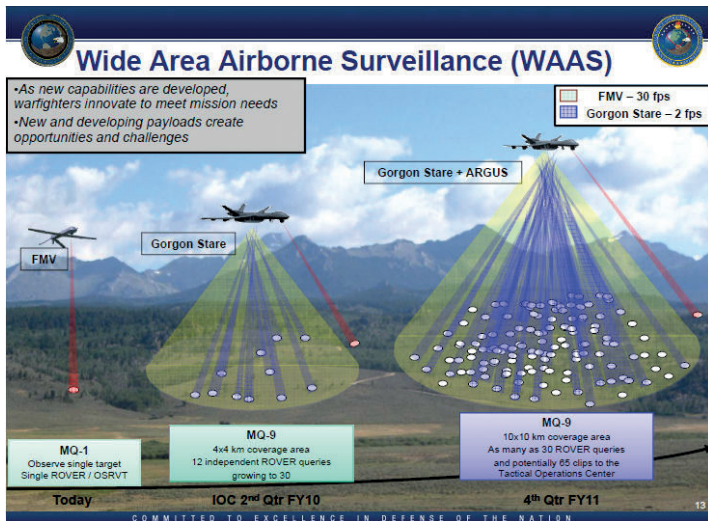 Wide Area Airborne Surveillance (WAAS)
•As new capabilities are developed,
warfighters innovate to meet mission needs
•New and developing payloads create
opportunities and challenges
FMV – 30 fps
Gorgon Stare – 2 fps
Gorgon Stare + ARGUS
Gorgon Stare
FMV
MQ-1
Observe single target
Single ROVER / OSRVT
MQ-9
4x4 km coverage area
12 independent ROVER queries
growing to 30
MQ-9
10x10 km coverage area
As many as 30 ROVER queries
and potentially 65 clips to the
Tactical Operations Center
Today
IOC 2nd Qtr FY10
4th Qtr FY11
13
COMMITTED TO EXCELLENCE IN DEFENSE OF THE NATION